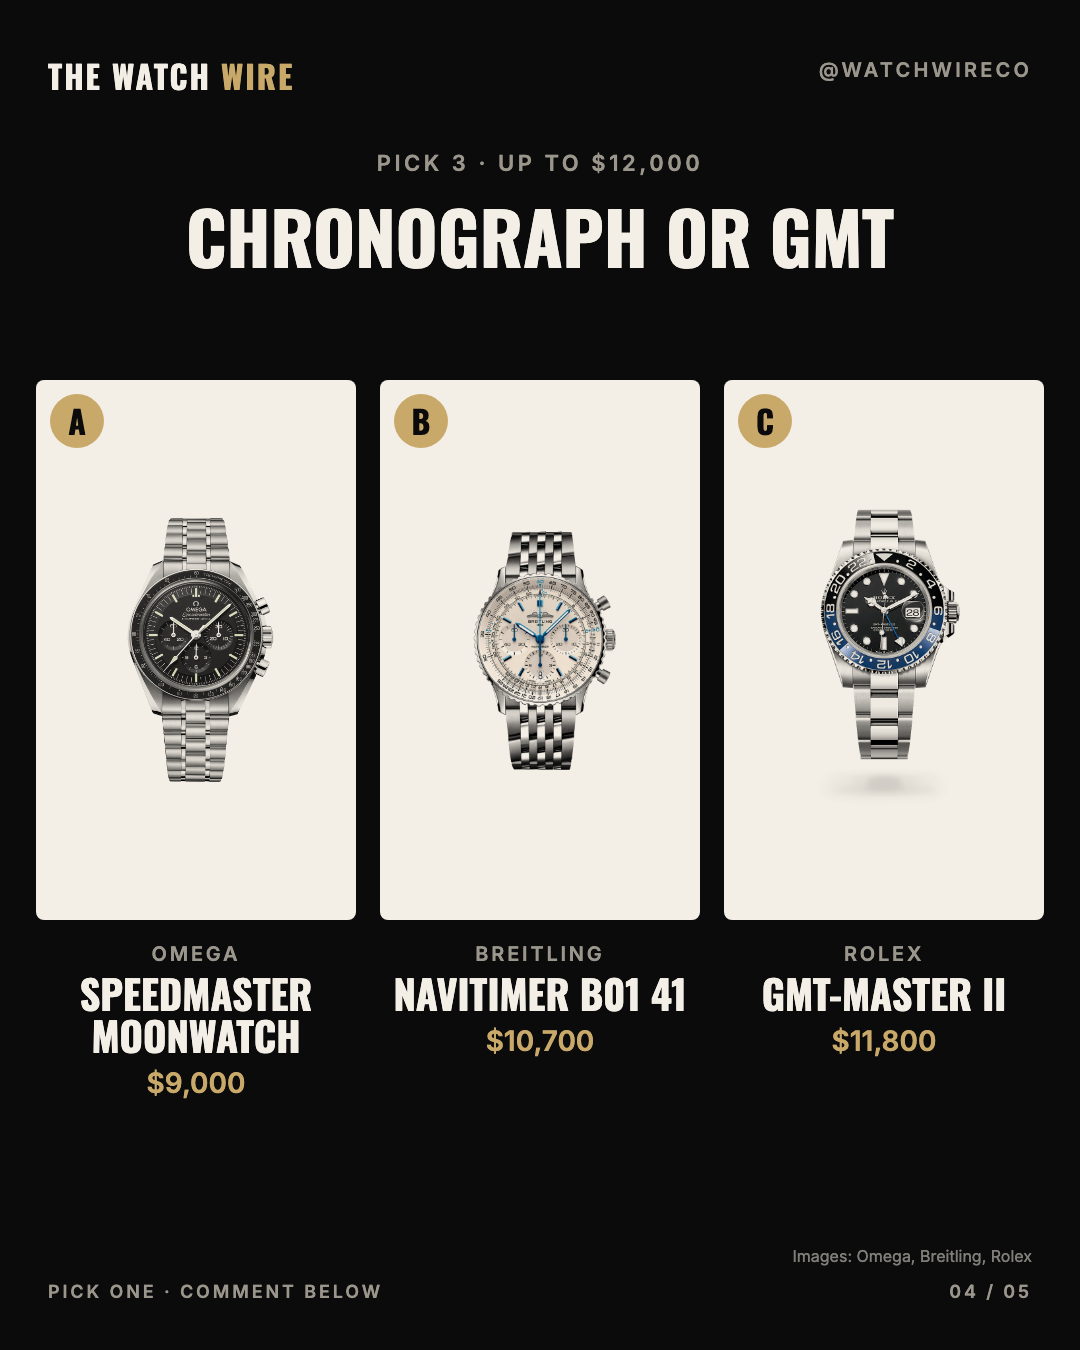 THE WATCH WIRE
@WATCHWIRECO
PICK 3 · UP TO $12,000
CHRONOGRAPH OR GMT
A
B
C
OMEGA
SPEEDMASTER
MOONWATCH
$9,000
BREITLING
NAVITIMER B01 41
$10,700
ROLEX
GMT-MASTER II
$11,800
Images: Omega, Breitling, Rolex
PICK ONE · COMMENT BELOW
04 / 05